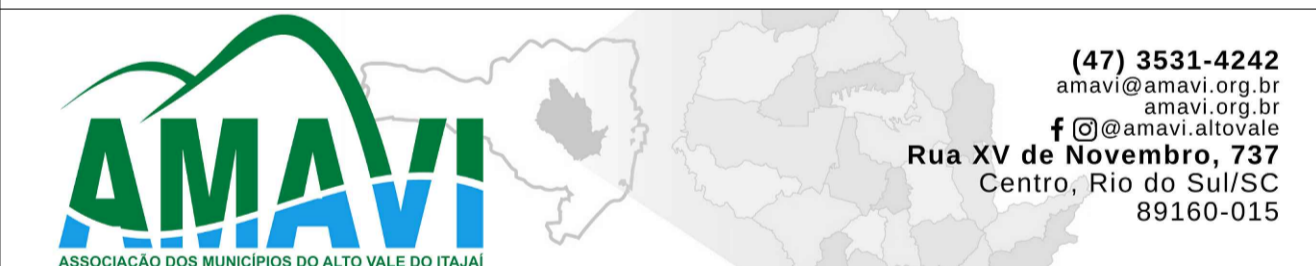 AMAVI
ASSOCIAÇÃO DOS MUNICÍPIOS DO ALTO VALE DO ITAJAÍ
(47) 3531-4242
amavi@amavi.org.br
amavi.org.br
@amavi.altovale
Rua XV de Novembro, 737
Centro, Rio do Sul/SC
89160-015